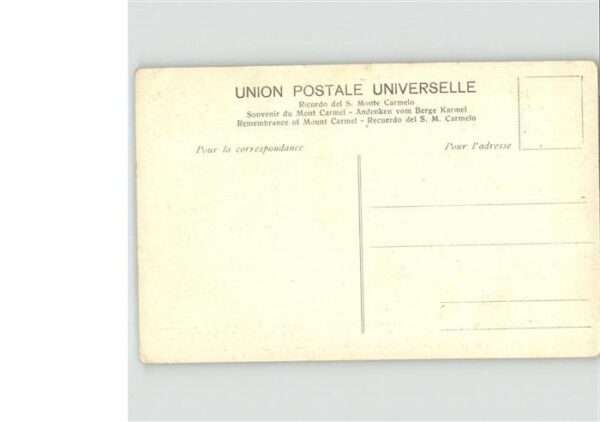 UNION POSTALE UNIVERSELLE
Ricordo del S. Monte Carmelo
Souvenir du Mont Carmel - Andenken vom Berge Karmel
Remembrance of Mount Carmel - Recuerdo del S. M. Carmelo
Pour la correspondance
Pour l'adresse